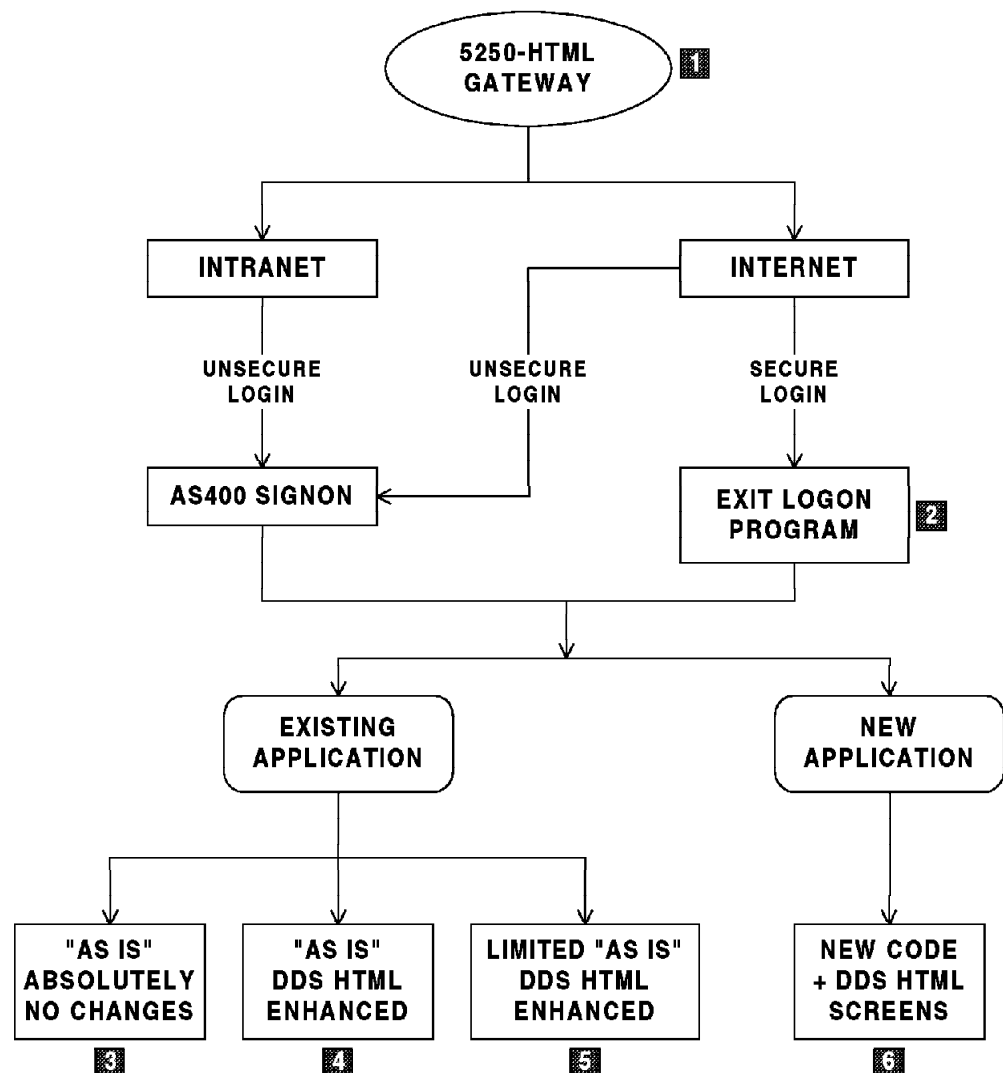 5250-HTML
GATEWAY
1
INTRANET
INTERNET
UNSECURE
LOGIN
UNSECURE
LOGIN
SECURE
LOGIN
AS400 SIGNON
EXIT LOGON
PROGRAM
2
EXISTING
APPLICATION
NEW
APPLICATION
"AS IS"
ABSOLUTELY
NO CHANGES
3
"AS IS"
DDS HTML
ENHANCED
4
LIMITED "AS IS"
DDS HTML
ENHANCED
5
NEW CODE
+ DDS HTML
SCREENS
6